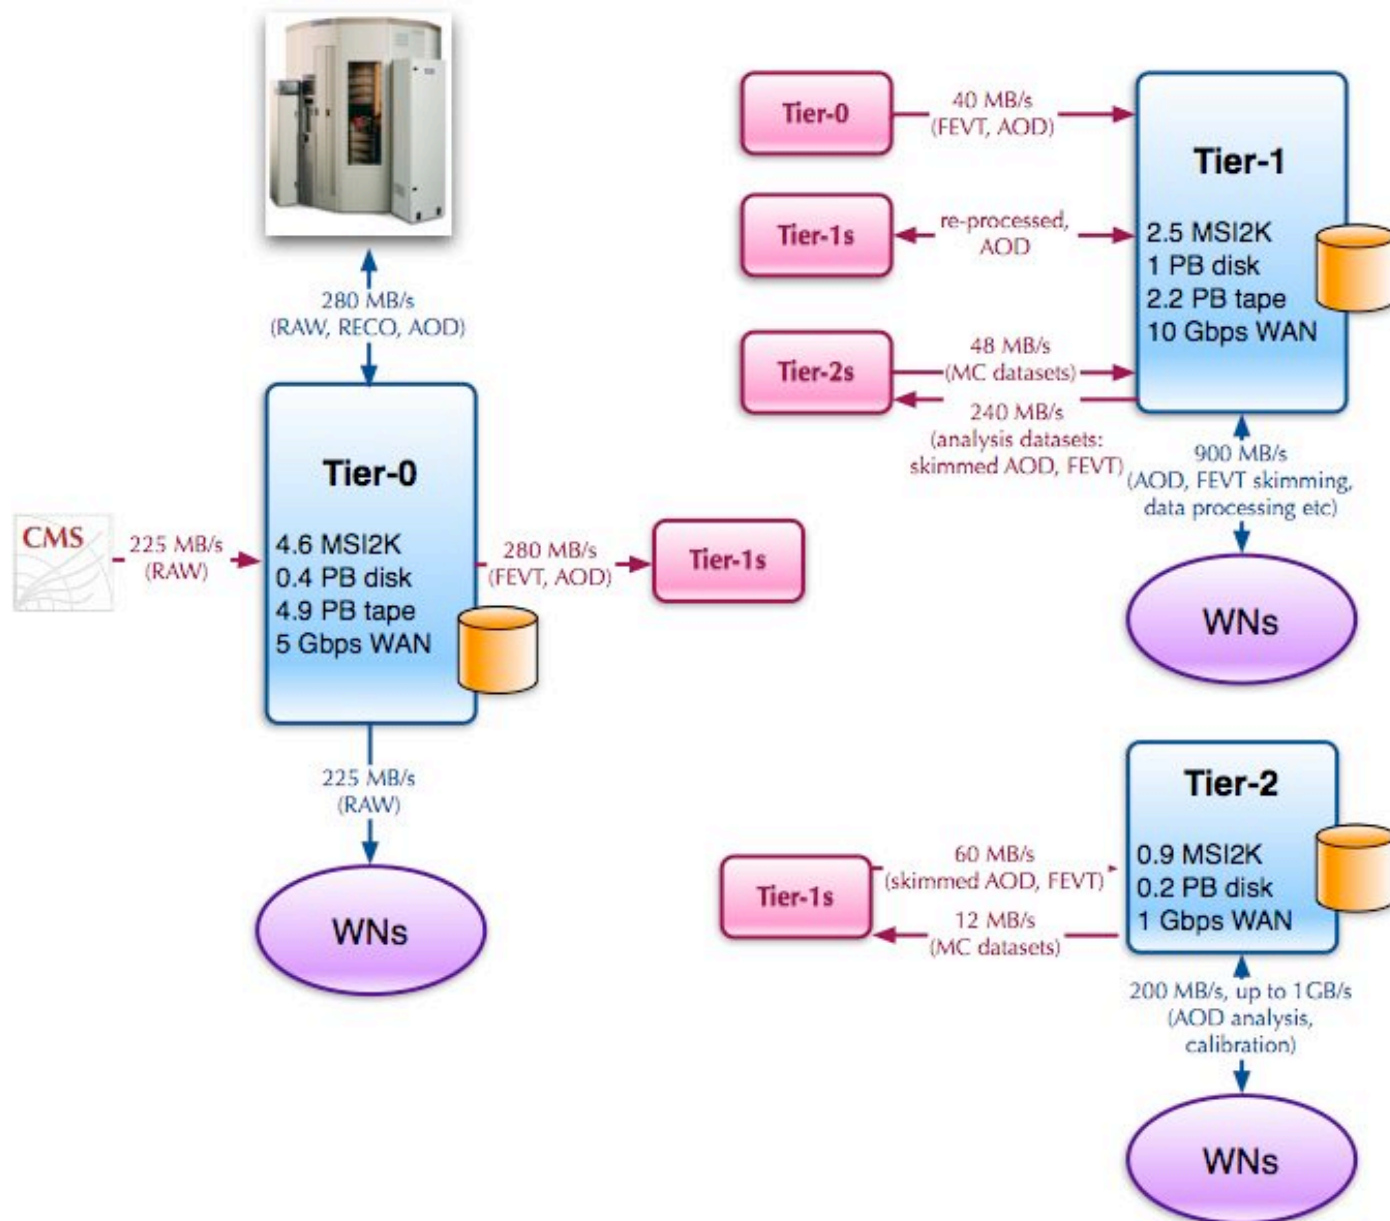 280 MB/s
(RAW, RECO, AOD)
Tier-0
4.6 MSI2K
0.4 PB disk
4.9 PB tape
5 Gbps WAN
CMS
225 MB/s
(RAW)
280 MB/s
(FEVT, AOD)
Tier-1s
225 MB/s
(RAW)
WNs
Tier-0
40 MB/s
(FEVT, AOD)
Tier-1
2.5 MSI2K
1 PB disk
2.2 PB tape
10 Gbps WAN
Tier-1s
re-processed,
AOD
Tier-2s
48 MB/s
(MC datasets)
240 MB/s
(analysis datasets:
skimmed AOD, FEVT)
900 MB/s
(AOD, FEVT skimming,
data processing etc)
WNs
Tier-2
0.9 MSI2K
0.2 PB disk
1 Gbps WAN
Tier-1s
60 MB/s
(skimmed AOD, FEVT)
12 MB/s
(MC datasets)
200 MB/s, up to 1GB/s
(AOD analysis,
calibration)
WNs